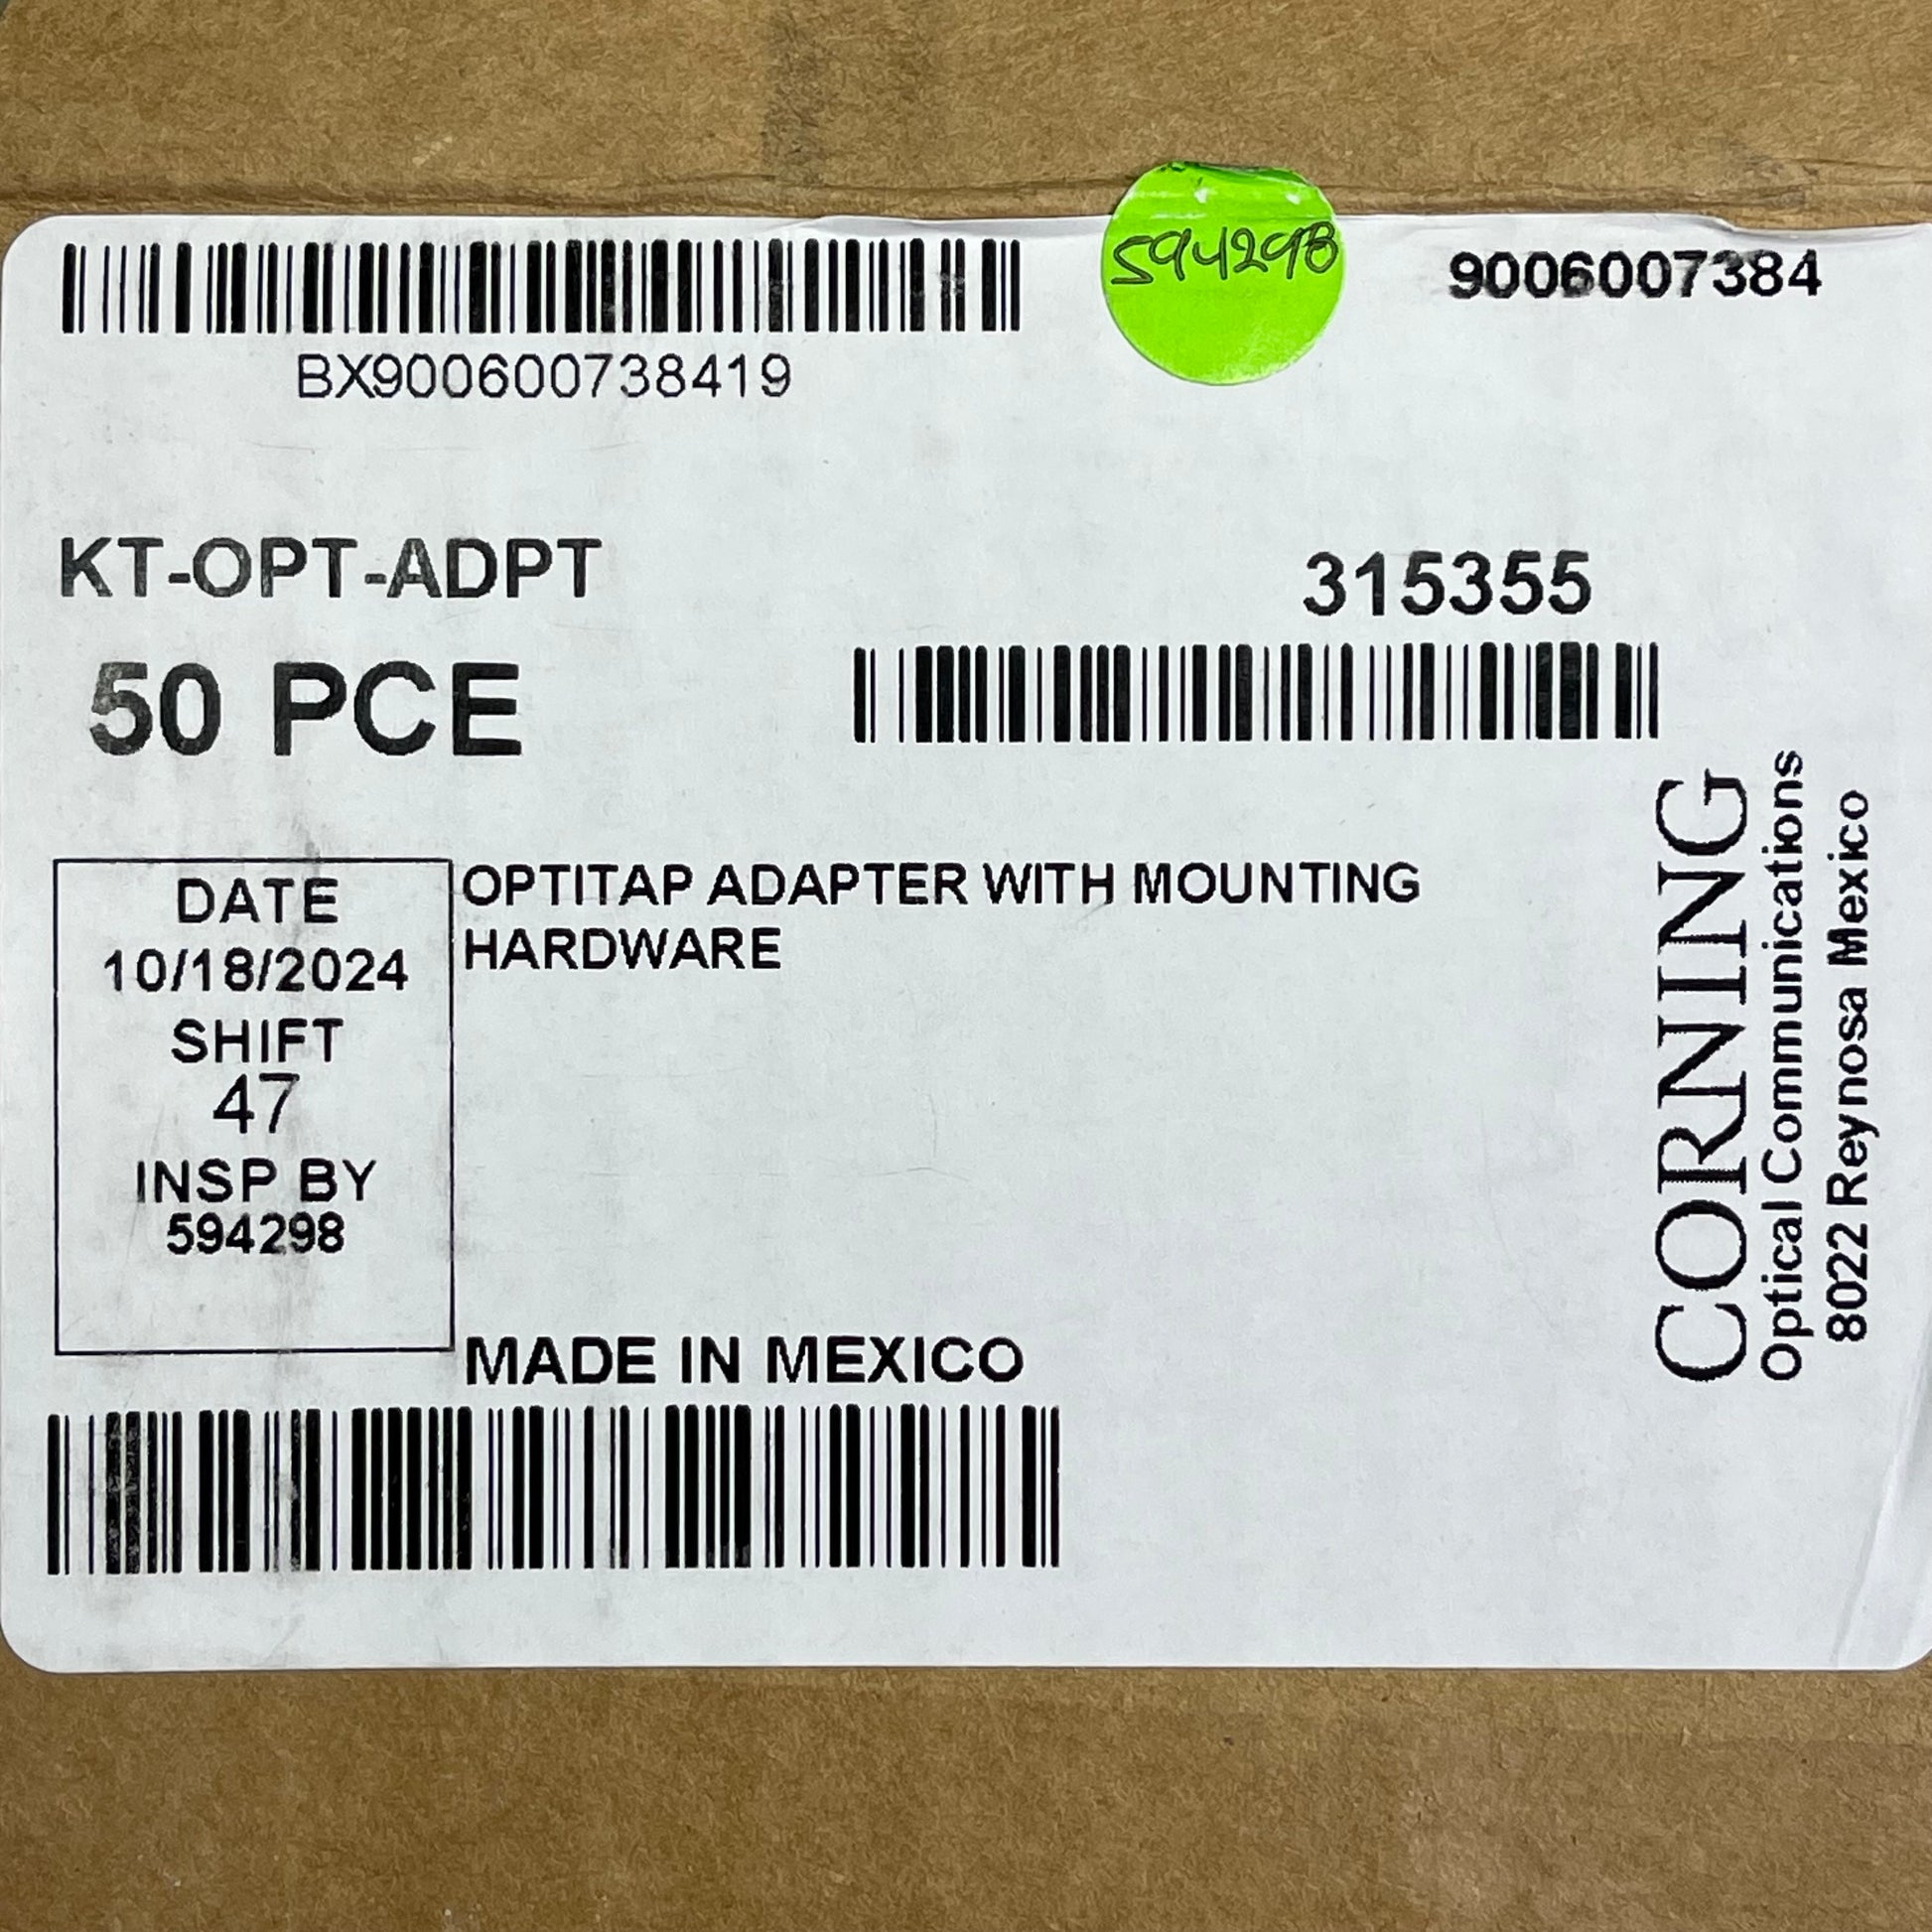 594298
9006007384
BX900600738419
KT-OPT-ADPT
315355
50 PCE
DATE
10/18/2024
SHIFT
47
INSP BY
594298
OPTITAP ADAPTER WITH MOUNTING
HARDWARE
MADE IN MEXICO
CORNING
Optical Communications
8022 Reynosa Mexico